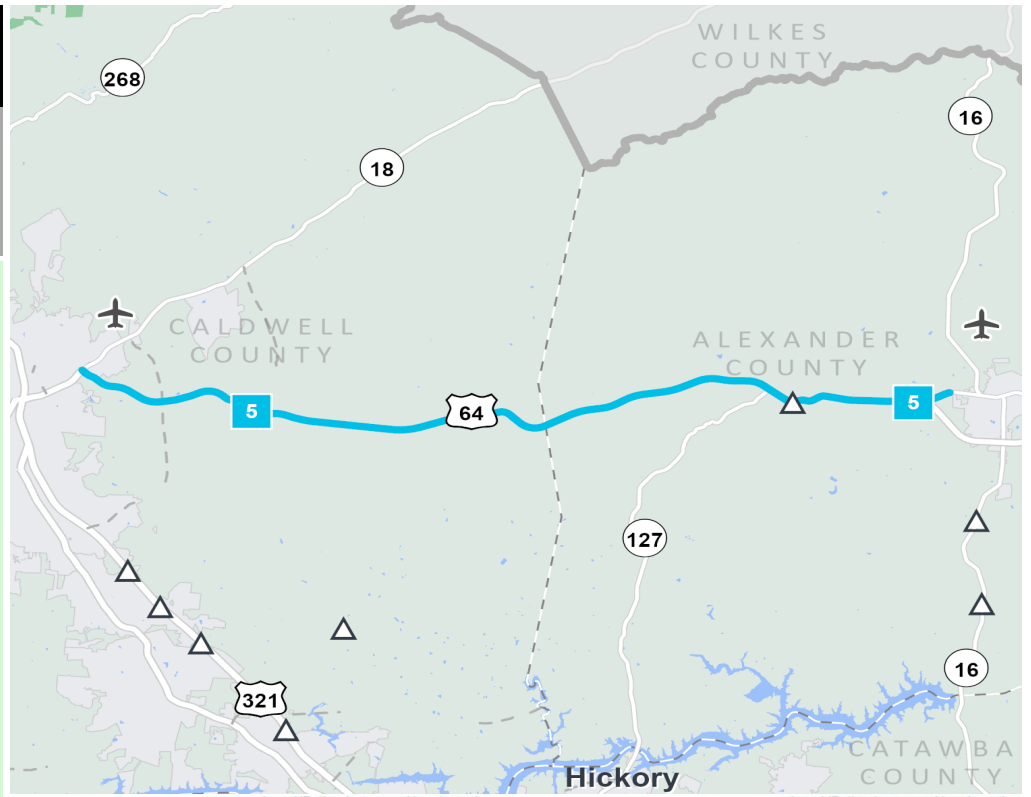 WILKES
COUNTY
268
16
18
CALDWELL
COUNTY
ALEXANDER
COUNTY
5
64
5
127
16
321
CATAWBA
COUNTY
Hickory